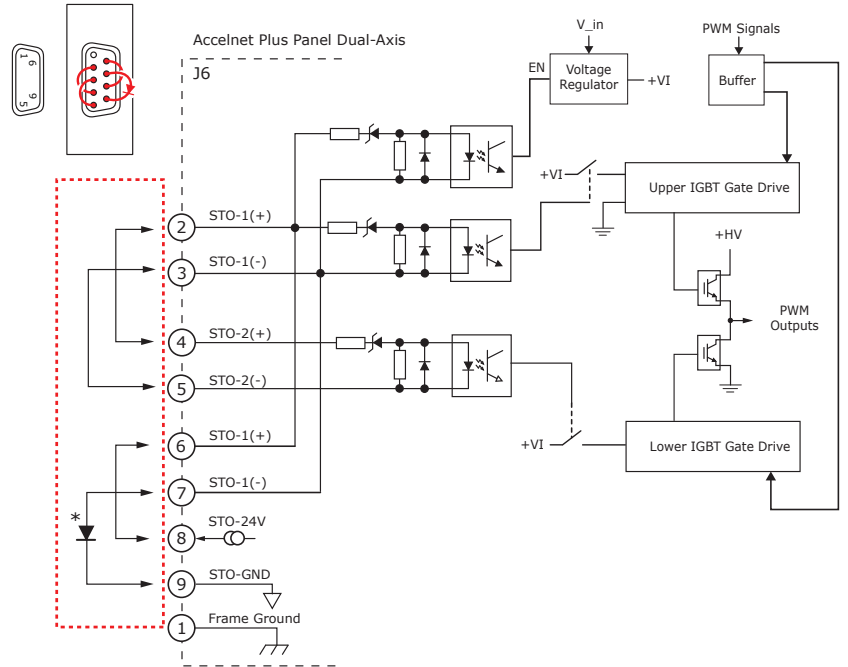 Accelnet Plus Panel Dual-Axis
J6
1
6
9
5
V_in
PWM Signals
EN
Voltage
Regulator
+VI
Buffer
+VI
Upper IGBT Gate Drive
2
STO-1(+)
+HV
3
STO-1(-)
PWM
Outputs
4
STO-2(+)
5
STO-2(-)
6
STO-1(+)
+VI
Lower IGBT Gate Drive
7
STO-1(-)
*
8
STO-24V
9
STO-GND
1
Frame Ground